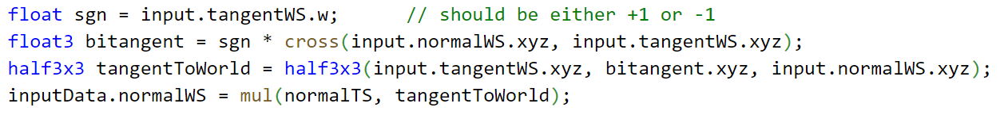 float sgn = input.tangentWS.w;      // should be either +1 or -1
float3 bitangent = sgn * cross(input.normalWS.xyz, input.tangentWS.xyz);
half3x3 tangentToWorld = half3x3(input.tangentWS.xyz, bitangent.xyz, input.normalWS.xyz);
inputData.normalWS = mul(normalTS, tangentToWorld);